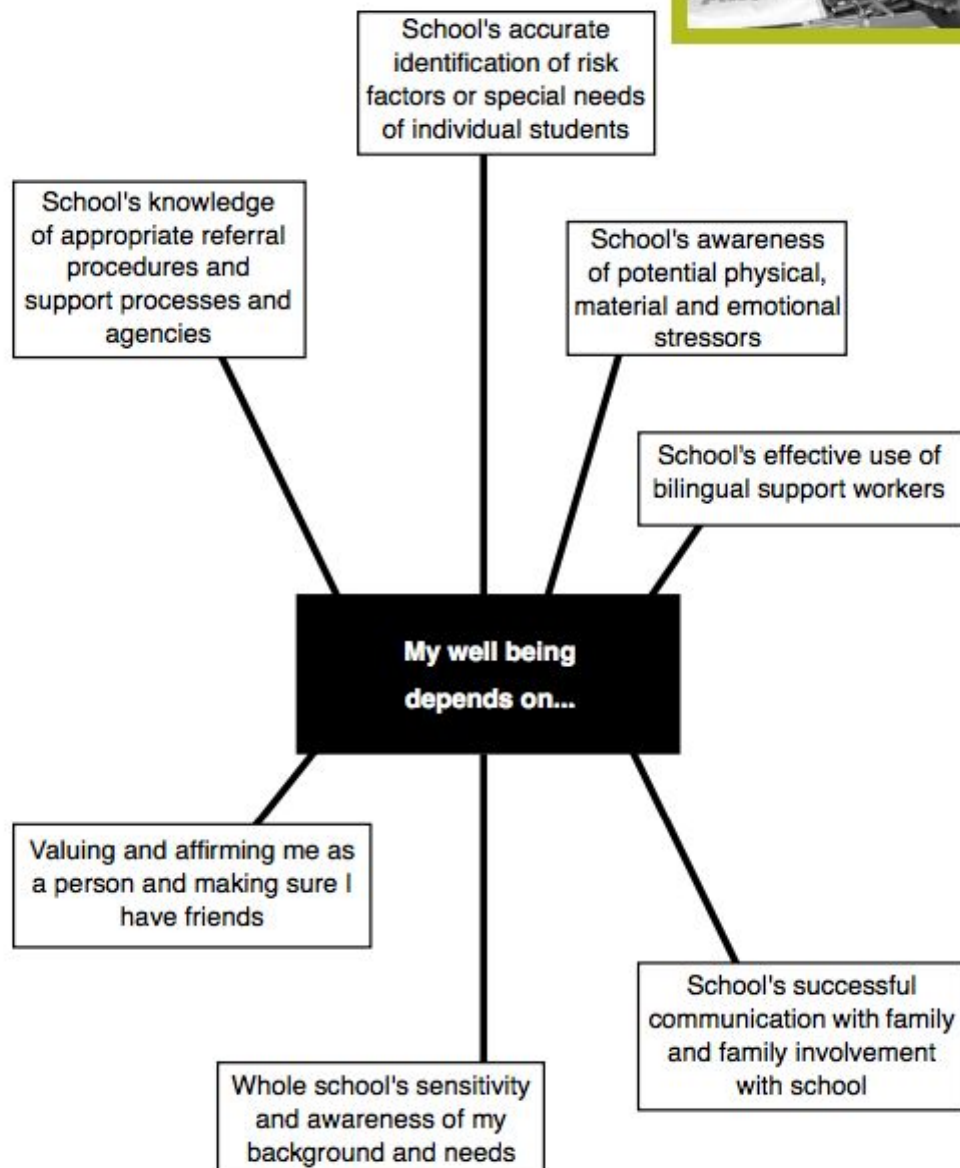 School's accurate
identification of risk
factors or special needs
of individual students
School's knowledge
of appropriate referral
procedures and
support processes and
agencies
School's awareness
of potential physical,
material and emotional
stressors
School's effective use of
bilingual support workers
My well being
depends on...
Valuing and affirming me as
a person and making sure I
have friends
School's successful
communication with family
and family involvement
with school
Whole school's sensitivity
and awareness of my
background and needs